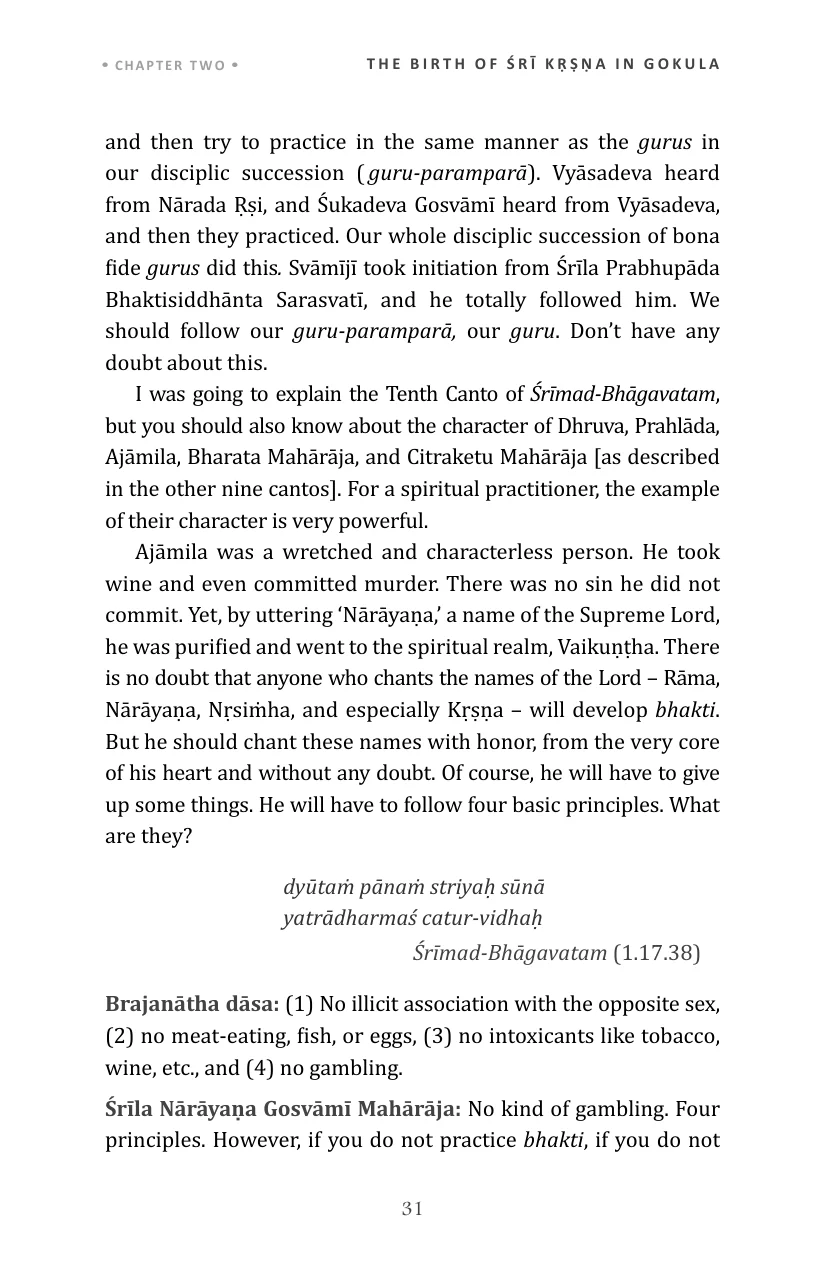 • CHAPTER TWO •
THE BIRTH OF ŚRĪ KṚṢṆA IN GOKULA
and then try to practice in the same manner as the gurus in
our disciplic succession (guru-paramparā). Vyāsadeva heard
from Nārada Ṛṣi, and Śukadeva Gosvāmī heard from Vyāsadeva,
and then they practiced. Our whole disciplic succession of bona
fide gurus did this. Svāmījī took initiation from Śrīla Prabhupāda
Bhaktisiddhānta Sarasvatī, and he totally followed him. We
should follow our guru-paramparā, our guru. Don’t have any
doubt about this.
I was going to explain the Tenth Canto of Śrīmad-Bhāgavatam,
but you should also know about the character of Dhruva, Prahlāda,
Ajāmila, Bharata Mahārāja, and Citraketu Mahārāja [as described
in the other nine cantos]. For a spiritual practitioner, the example
of their character is very powerful.
Ajāmila was a wretched and characterless person. He took
wine and even committed murder. There was no sin he did not
commit. Yet, by uttering ‘Nārāyaṇa,’ a name of the Supreme Lord,
he was purified and went to the spiritual realm, Vaikuṇṭha. There
is no doubt that anyone who chants the names of the Lord – Rāma,
Nārāyaṇa, Nṛsiṁha, and especially Kṛṣṇa – will develop bhakti.
But he should chant these names with honor, from the very core
of his heart and without any doubt. Of course, he will have to give
up some things. He will have to follow four basic principles. What
are they?
dyūtaṁ pānaṁ striyaḥ sūnā
yatrādharmaś catur-vidhaḥ
Śrīmad-Bhāgavatam (1.17.38)
Brajanātha dāsa: (1) No illicit association with the opposite sex,
(2) no meat-eating, fish, or eggs, (3) no intoxicants like tobacco,
wine, etc., and (4) no gambling.
Śrīla Nārāyaṇa Gosvāmī Mahārāja: No kind of gambling. Four
principles. However, if you do not practice bhakti, if you do not
31